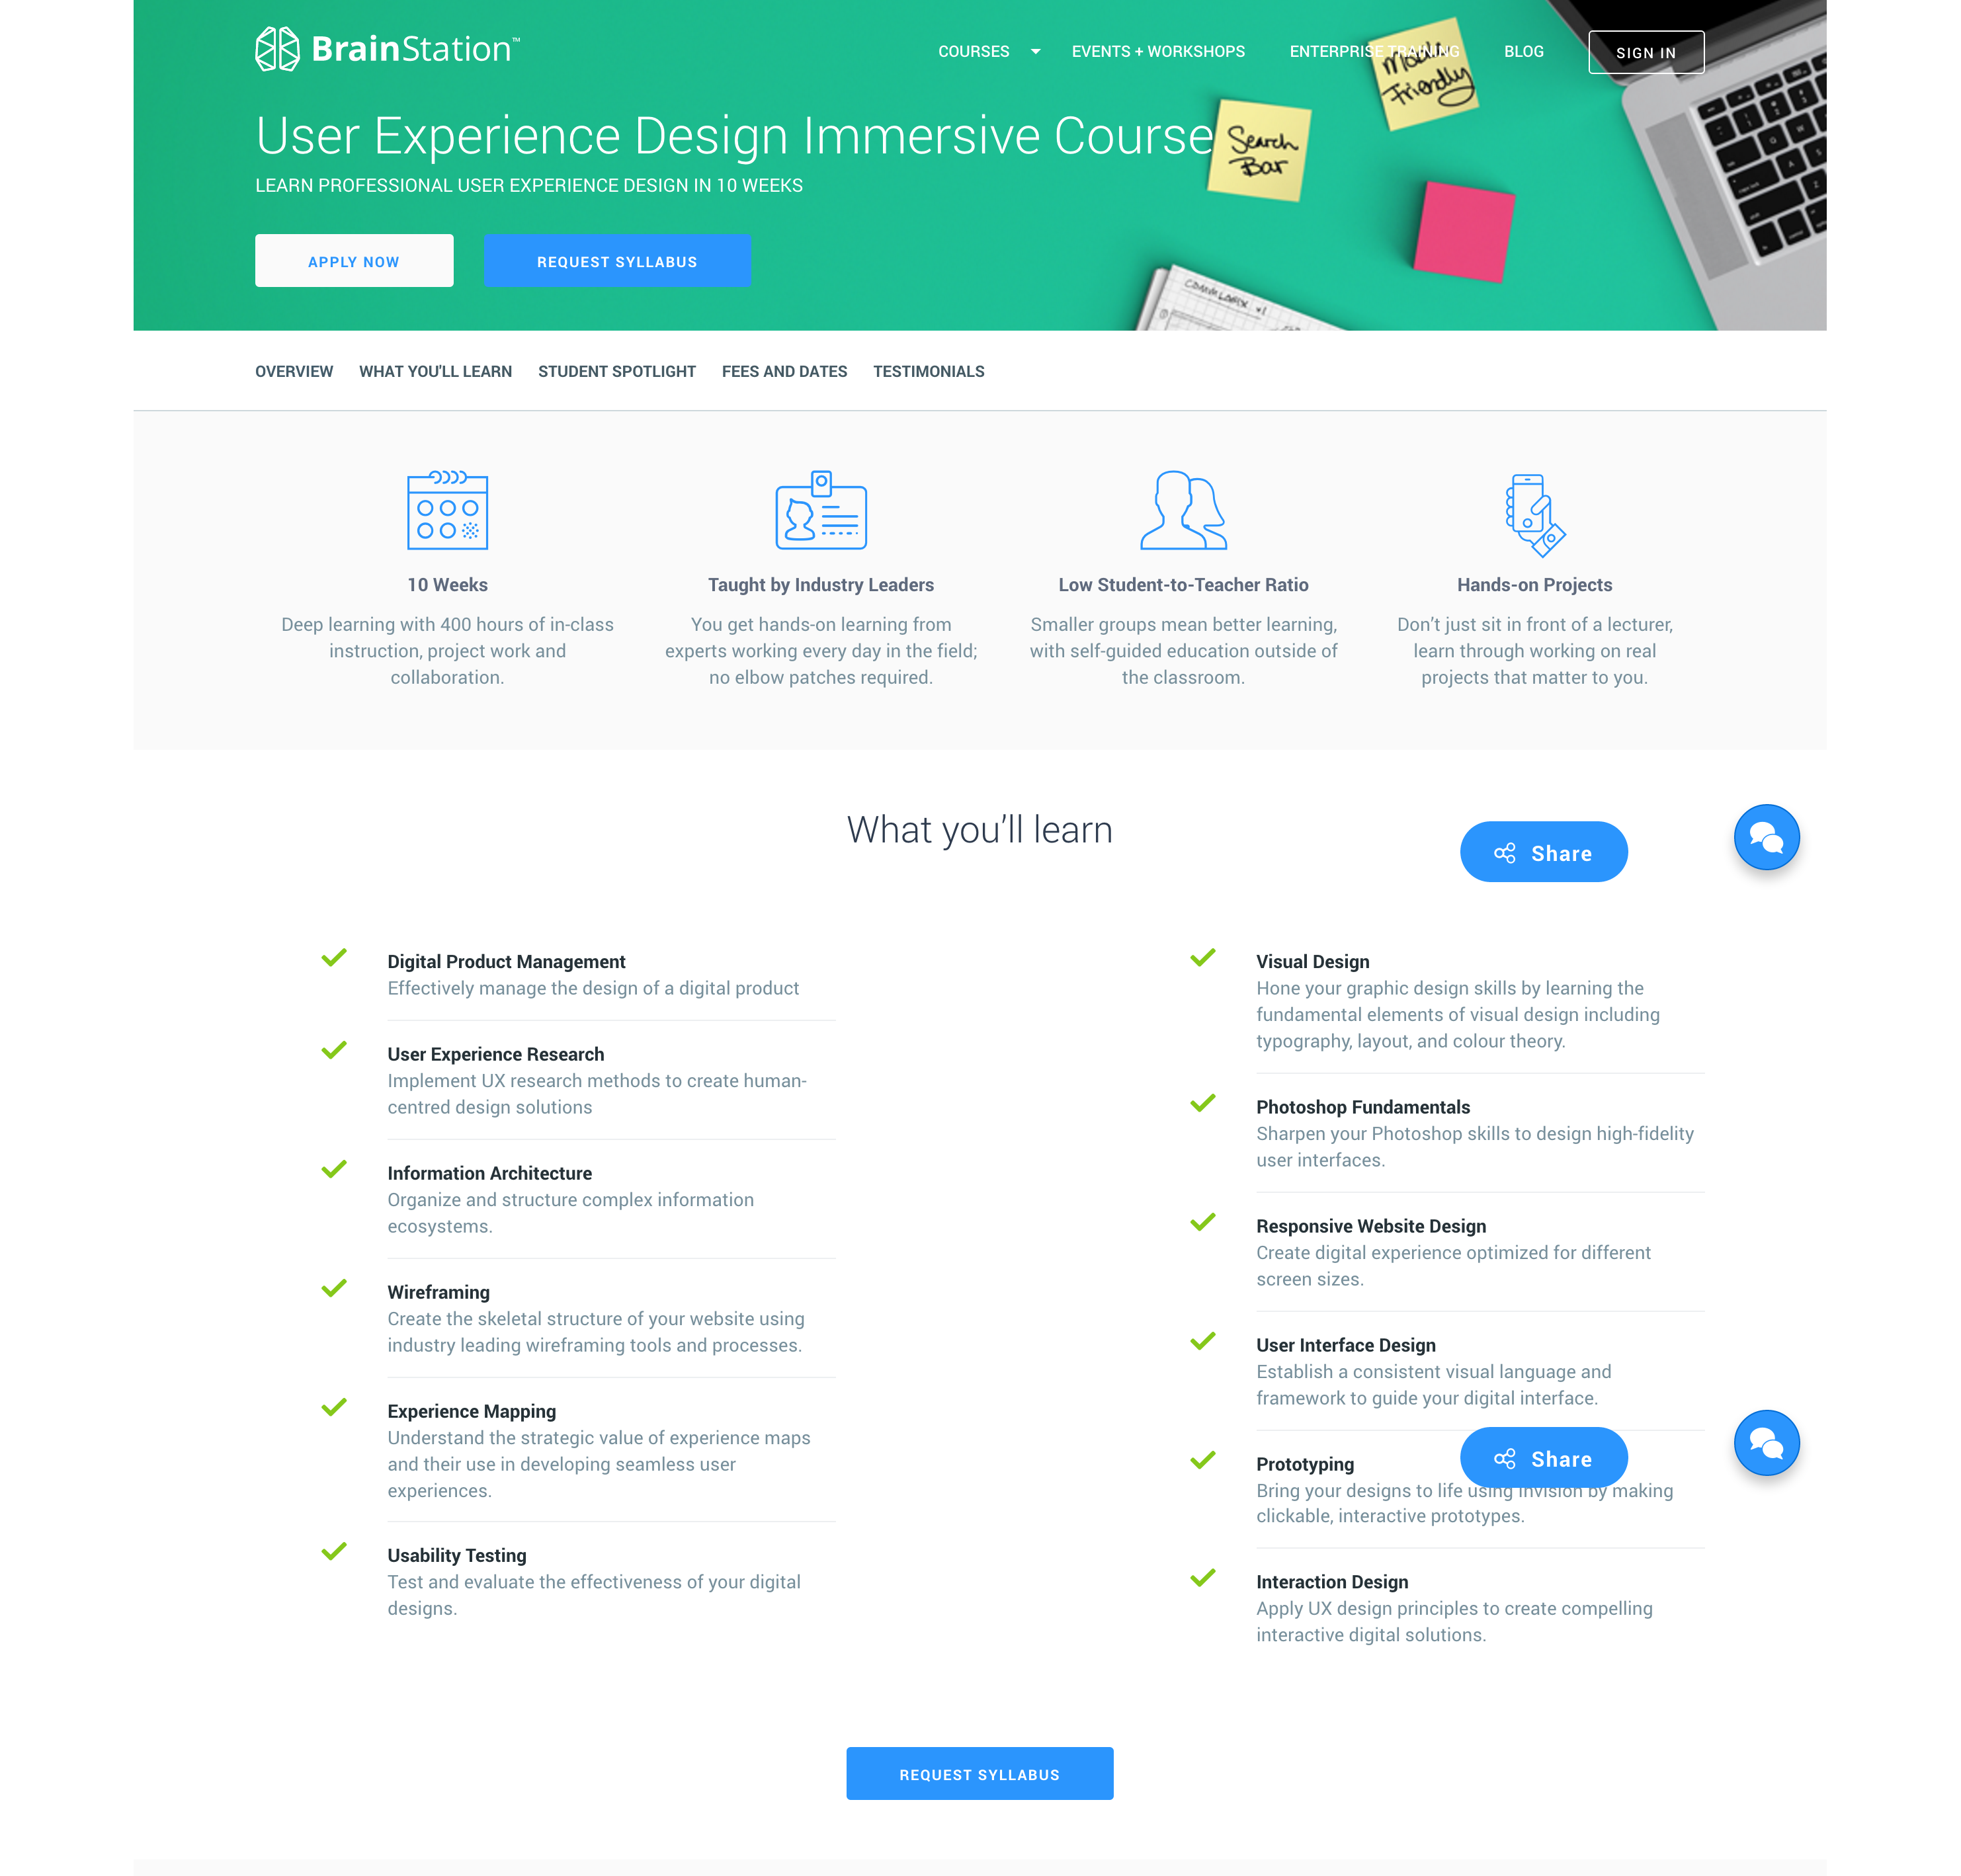 BrainStation™
COURSES
EVENTS + WORKSHOPS
ENTERPRISE TRAINING
BLOG
SIGN IN
Mobile
Friendly
Search
Bar
User Experience Design Immersive Course
LEARN PROFESSIONAL USER EXPERIENCE DESIGN IN 10 WEEKS
APPLY NOW
REQUEST SYLLABUS
OVERVIEW
WHAT YOU'LL LEARN
STUDENT SPOTLIGHT
FEES AND DATES
TESTIMONIALS
10 Weeks
Deep learning with 400 hours of in-class
instruction, project work and
collaboration.
Taught by Industry Leaders
You get hands-on learning from
experts working every day in the field;
no elbow patches required.
Low Student-to-Teacher Ratio
Smaller groups mean better learning,
with self-guided education outside of
the classroom.
Hands-on Projects
Don’t just sit in front of a lecturer,
learn through working on real
projects that matter to you.
What you’ll learn
Share
Digital Product Management
Effectively manage the design of a digital product
User Experience Research
Implement UX research methods to create human-
centred design solutions
Information Architecture
Organize and structure complex information
ecosystems.
Wireframing
Create the skeletal structure of your website using
industry leading wireframing tools and processes.
Experience Mapping
Understand the strategic value of experience maps
and their use in developing seamless user
experiences.
Usability Testing
Test and evaluate the effectiveness of your digital
designs.
Visual Design
Hone your graphic design skills by learning the
fundamental elements of visual design including
typography, layout, and colour theory.
Photoshop Fundamentals
Sharpen your Photoshop skills to design high-fidelity
user interfaces.
Responsive Website Design
Create digital experience optimized for different
screen sizes.
User Interface Design
Establish a consistent visual language and
framework to guide your digital interface.
Share
Prototyping
Bring your designs to life using Invision by making
clickable, interactive prototypes.
Interaction Design
Apply UX design principles to create compelling
interactive digital solutions.
REQUEST SYLLABUS